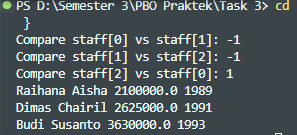 PS D:\Semester 3\PBO Praktek\Task 3> cd
}
Compare staff[0] vs staff[1]: -1
Compare staff[1] vs staff[2]: -1
Compare staff[2] vs staff[0]: 1
Raihana Aisha 2100000.0 1989
Dimas Chairil 2625000.0 1991
Budi Susanto 3630000.0 1993